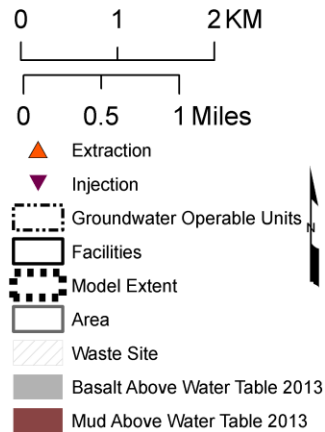 0 1 2 KM
0 0.5 1 Miles
Extraction
Injection
Groundwater Operable Units
N
Facilities
Model Extent
Area
Waste Site
Basalt Above Water Table 2013
Mud Above Water Table 2013